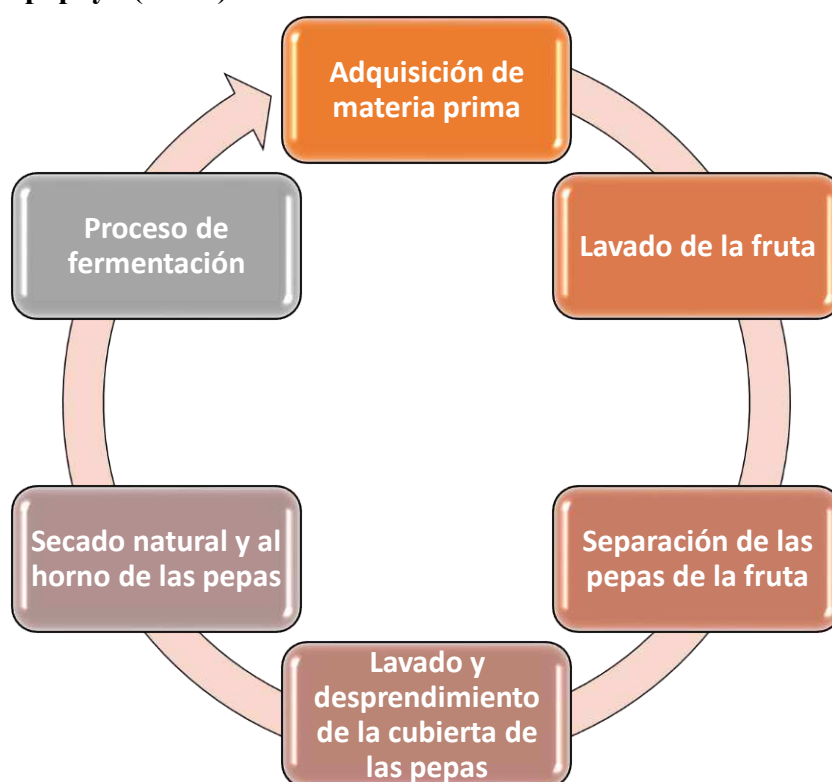 Adquisición de
materia prima
Lavado de la fruta
Separación de las
pepas de la fruta
Lavado y
desprendimiento
de la cubierta de
las pepas
Secado natural y al
horno de las pepas
Proceso de
fermentación